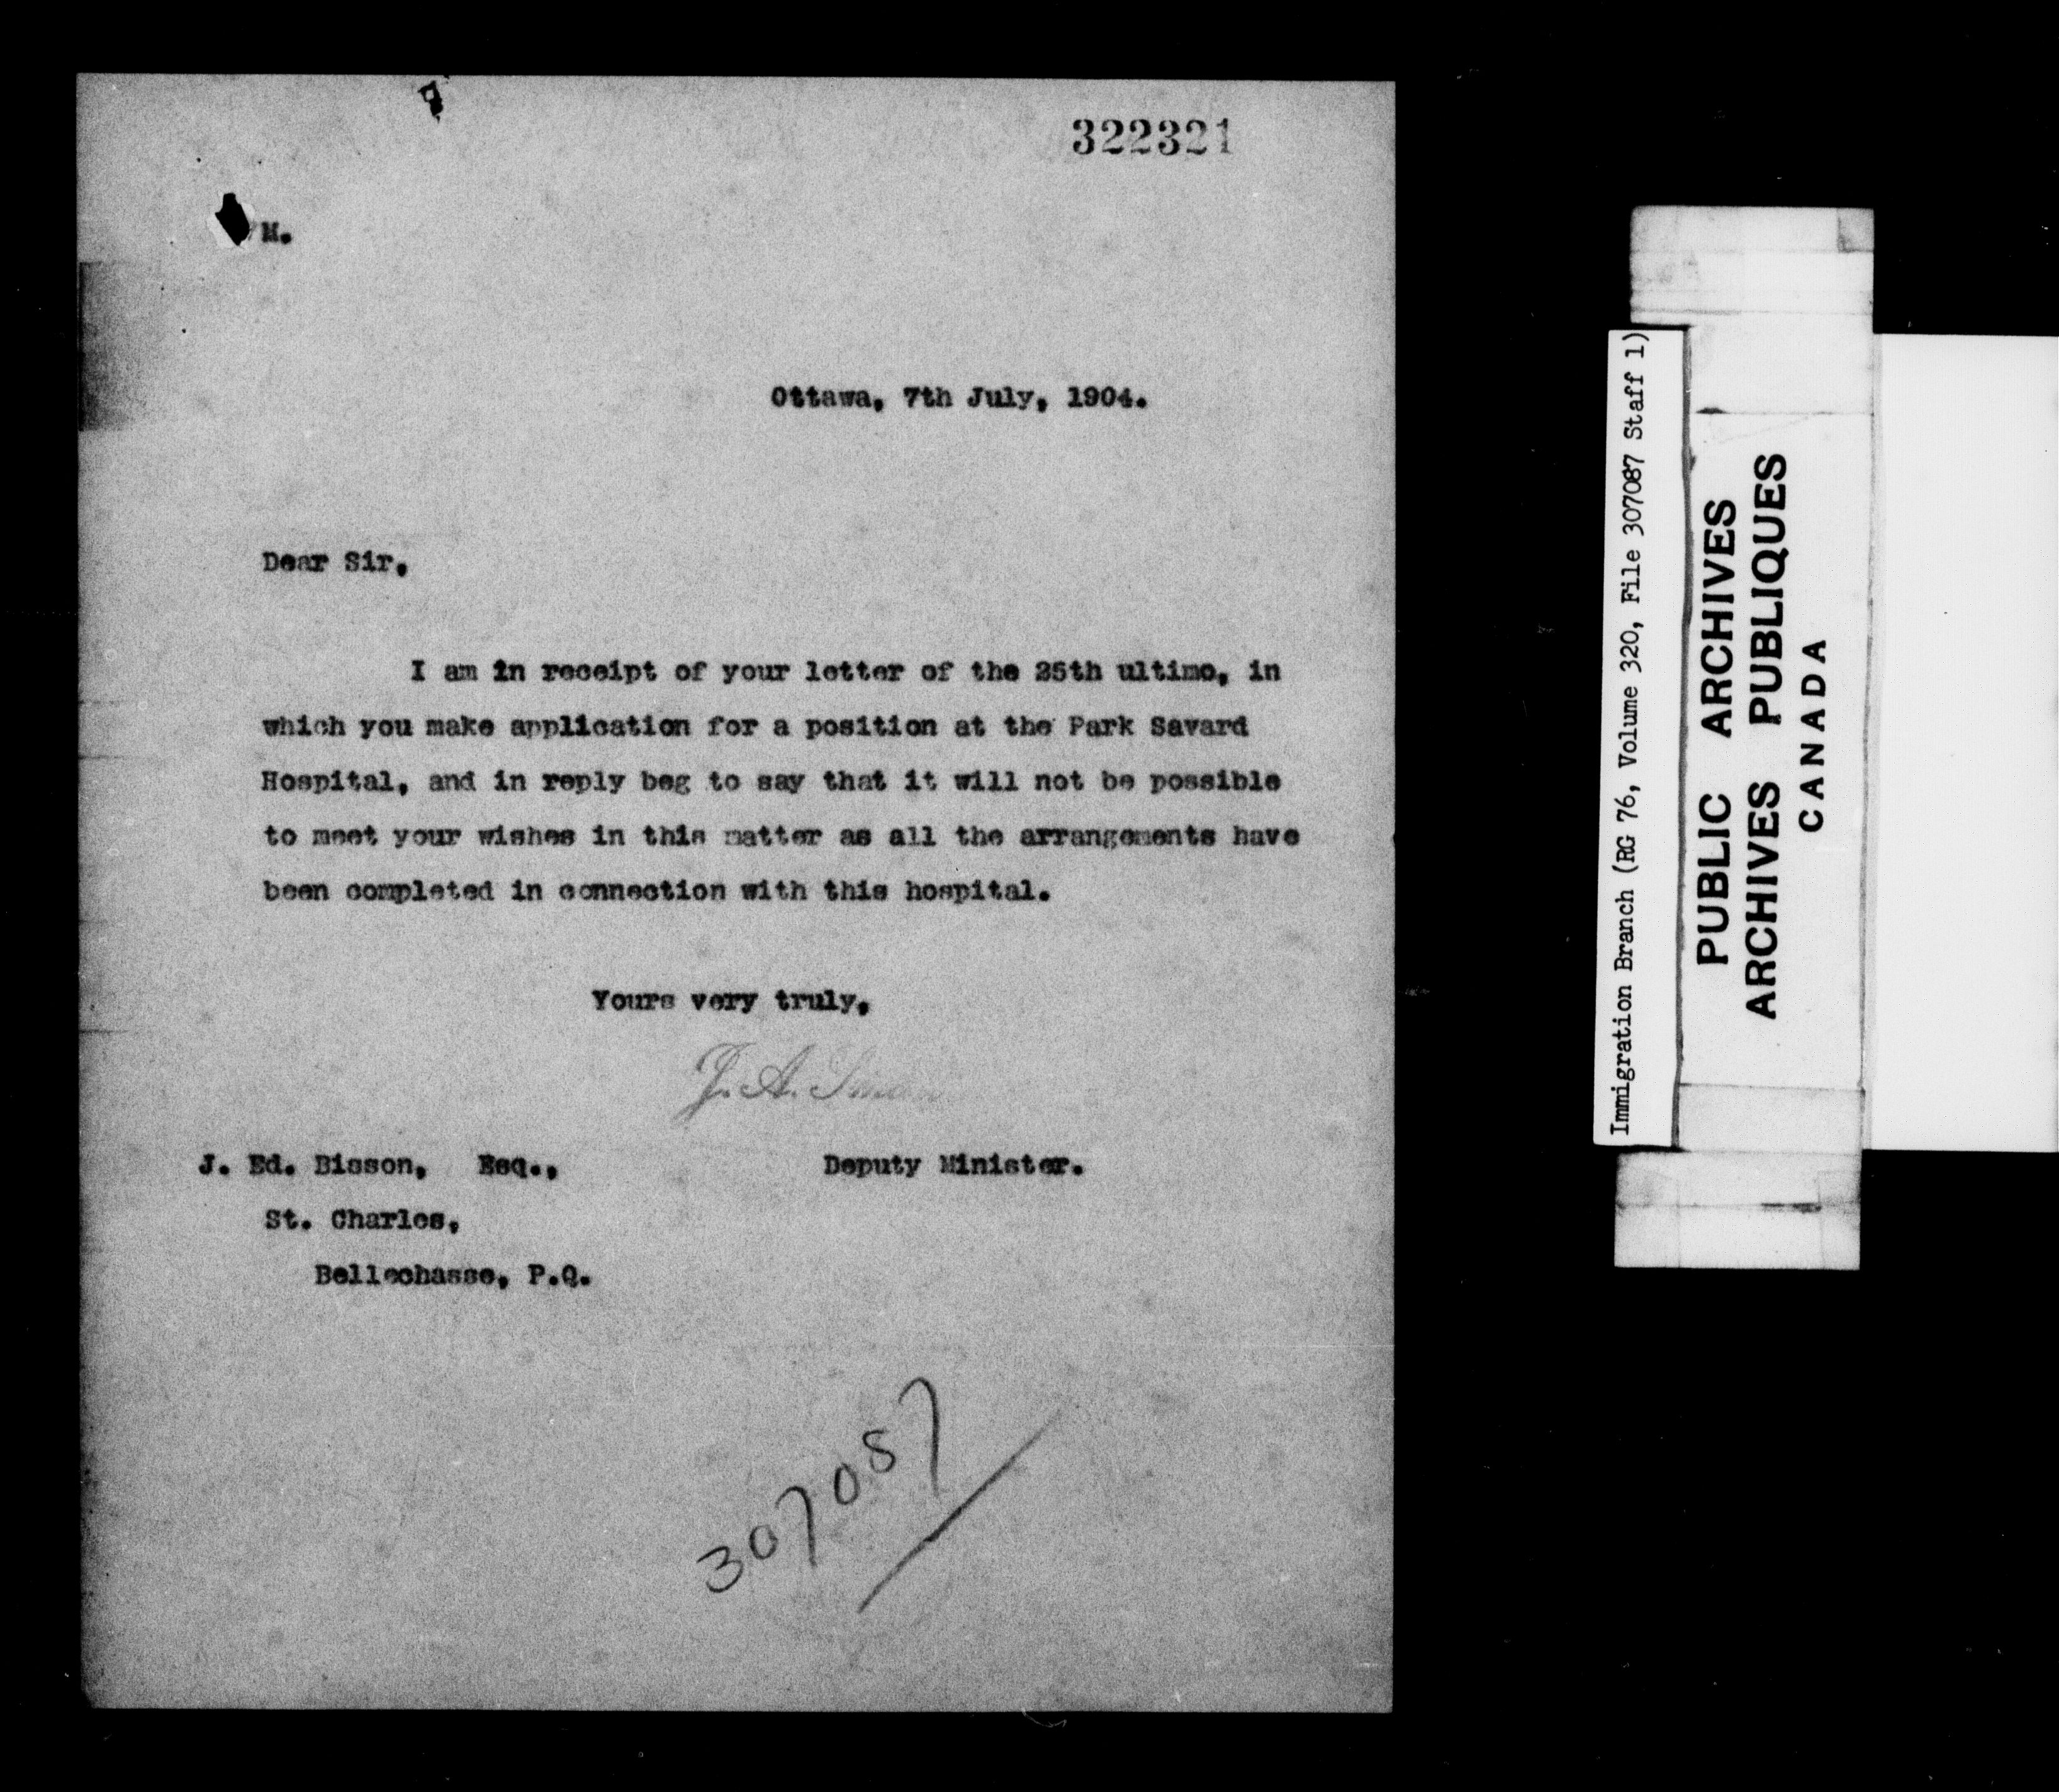 322321
M.
Ottawa, 7th July, 1904.
Dear Sir,
I am in receipt of your letter of the 25th ultimo, in
which you make application for a position at the Park Savard
Hospital, and in reply beg to say that it will not be possible
to meet your wishes in this matter as all the arrangements have
been completed in connection with this hospital.
Yours very truly,
J. A.
J. Ed. Bisson, Esq.,
Deputy Minister.
St. Charles,
Bellechasse, P.Q.
307087
Immigration Branch (RG 76, Volume 320, File 307087 Staff 1)
PUBLIC ARCHIVES
ARCHIVES PUBLIQUES
CANADA